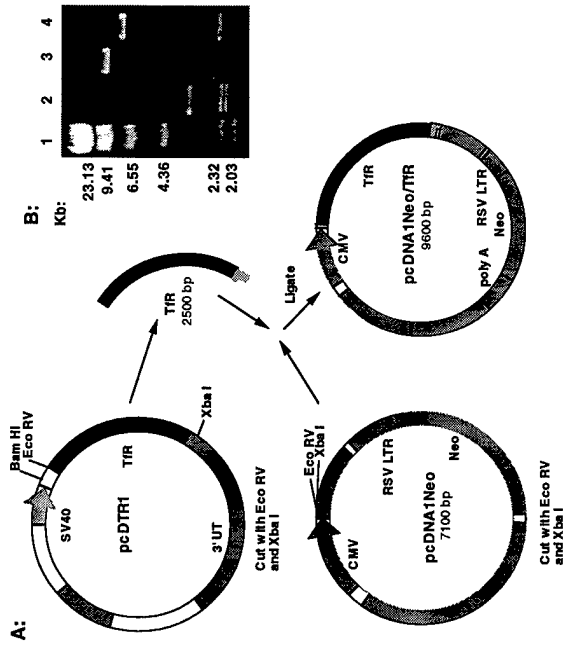 A:
Bam HI
Eco RV
SV40
pcDTR1
TfR
Xba I
3'UT
Cut with Eco RV
and Xba I
TfR
2500 bp
Ligate
Eco RV
Xba I
CMV
RSV LTR
pcDNA1Neo
7100 bp
Neo
Cut with Eco RV
and Xba I
CMV
TfR
pcDNA1Neo/TfR
9600 bp
RSV LTR
Neo
poly A
B:
Kb:
1 2 3 4
23.13
9.41
6.55
4.36
2.32
2.03